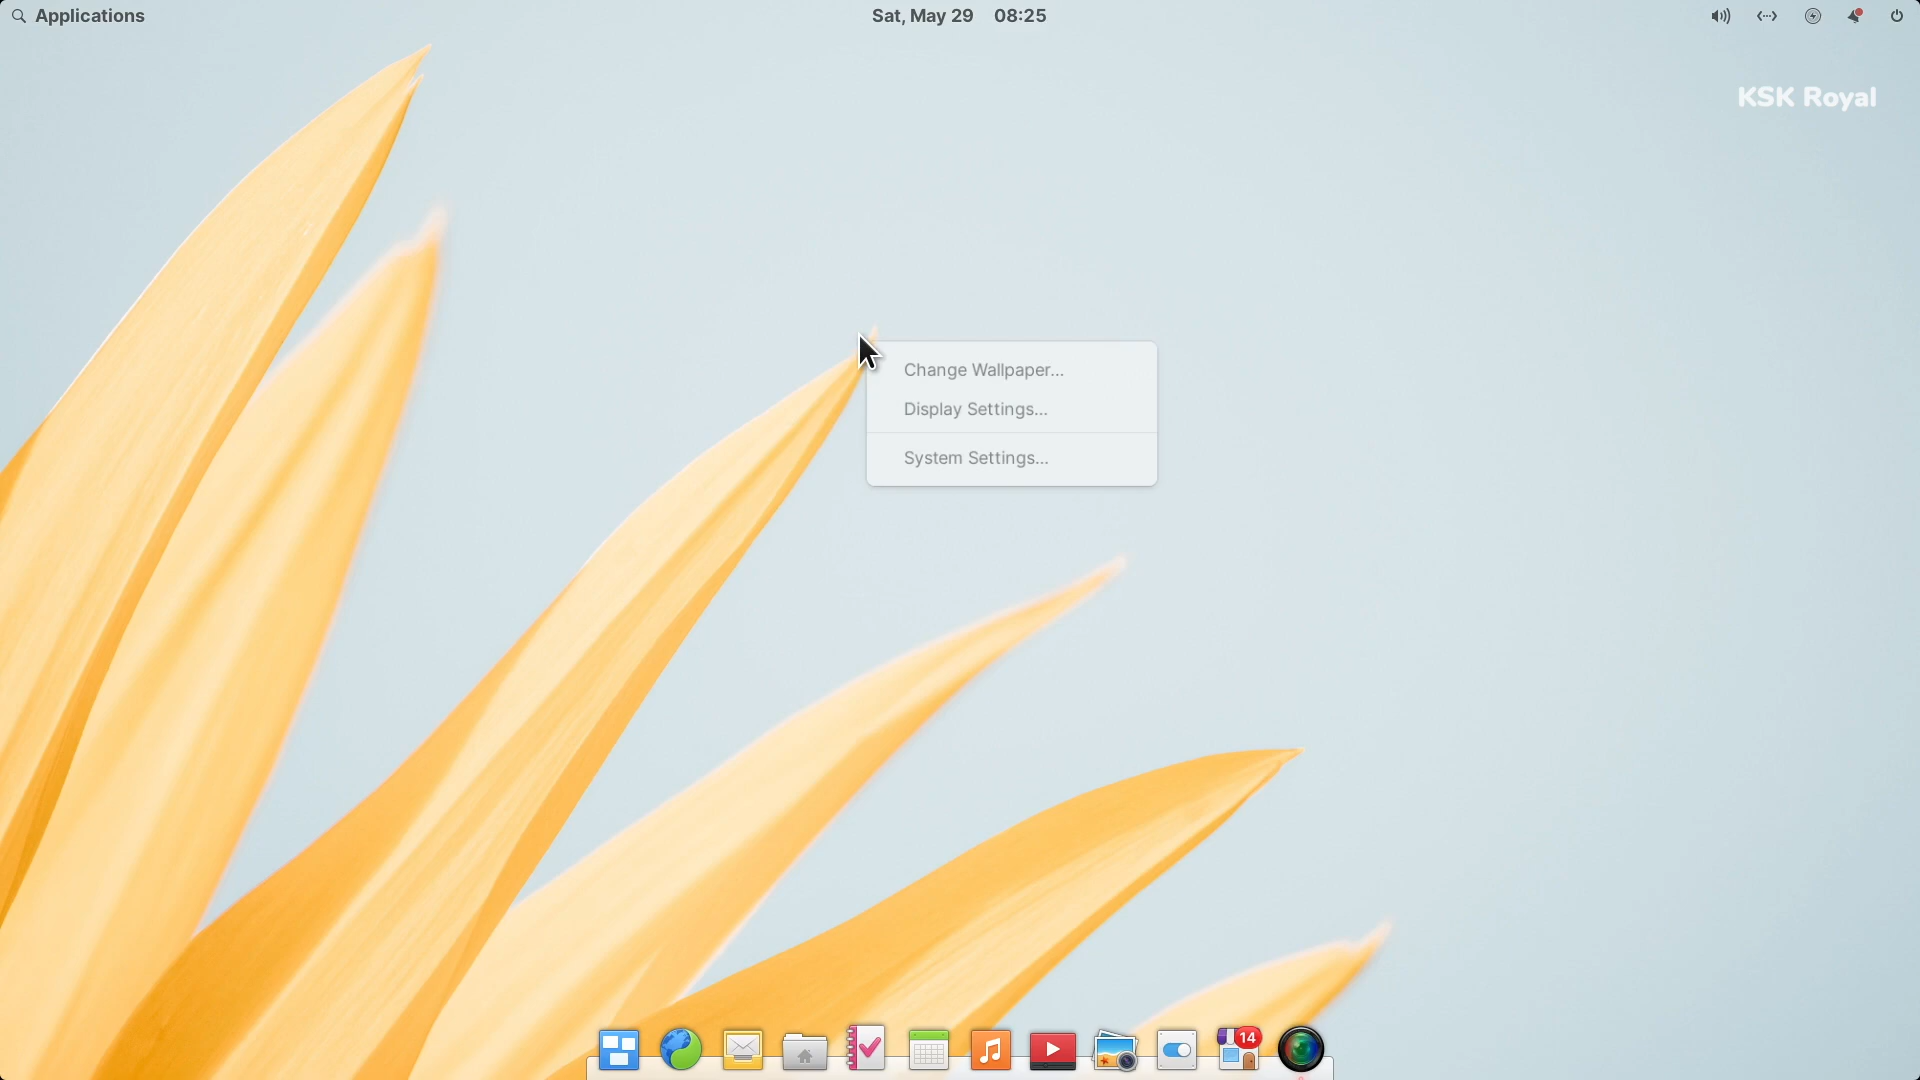 Applications
Sat, May 29 08:25
KSK Royal
Change Wallpaper...
Display Settings...
System Settings...
14